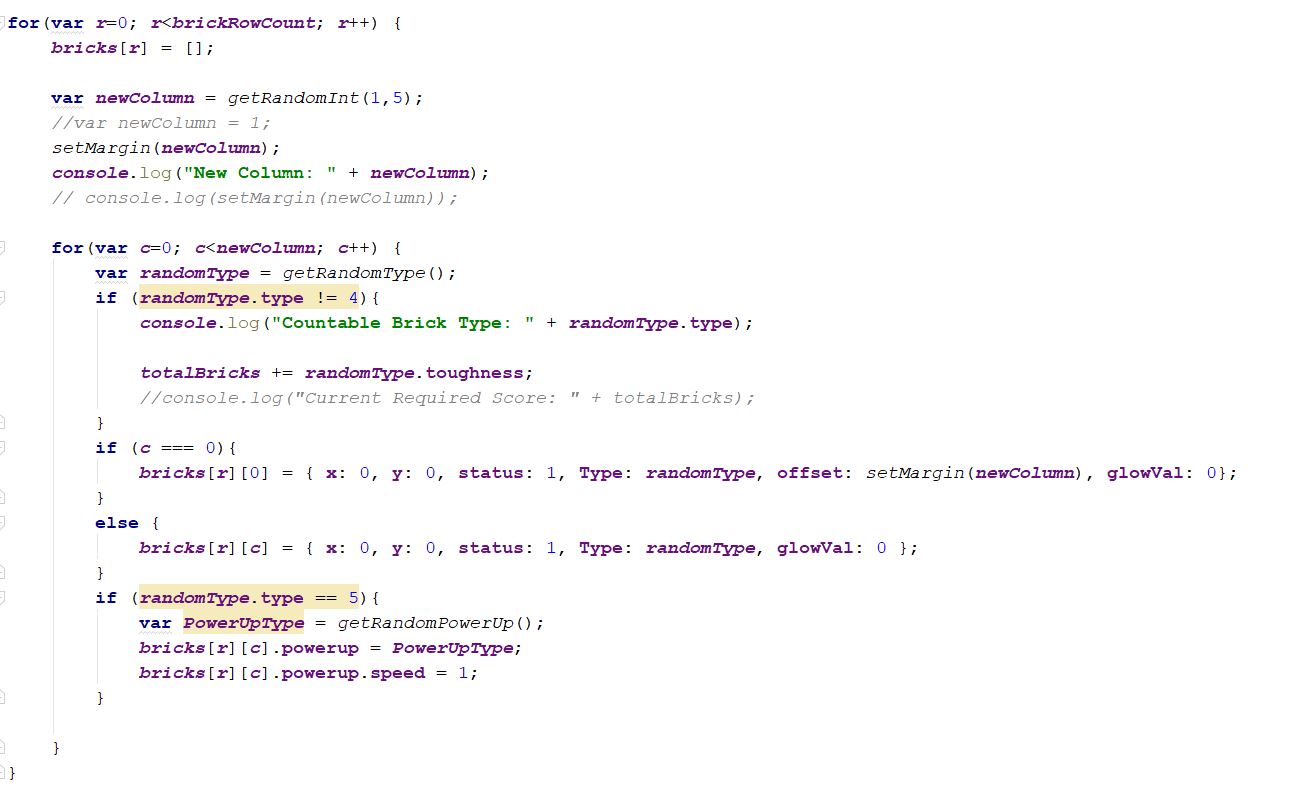 for(var r=0; r<brickRowCount; r++) {
bricks[r] = [];
var newColumn = getRandomInt(1,5);
//var newColumn = 1;
setMargin(newColumn);
console.log("New Column: " + newColumn);
// console.log(setMargin(newColumn));
for(var c=0; c<newColumn; c++) {
var randomType = getRandomType();
if (randomType.type != 4){
console.log("Countable Brick Type: " + randomType.type);
totalBricks += randomType.toughness;
//console.log("Current Required Score: " + totalBricks);
}
if (c === 0){
bricks[r][0] = { x: 0, y: 0, status: 1, Type: randomType, offset: setMargin(newColumn), glowVal: 0};
}
else {
bricks[r][c] = { x: 0, y: 0, status: 1, Type: randomType, glowVal: 0 };
}
if (randomType.type == 5){
var PowerUpType = getRandomPowerUp();
bricks[r][c].powerup = PowerUpType;
bricks[r][c].powerup.speed = 1;
}
}
}